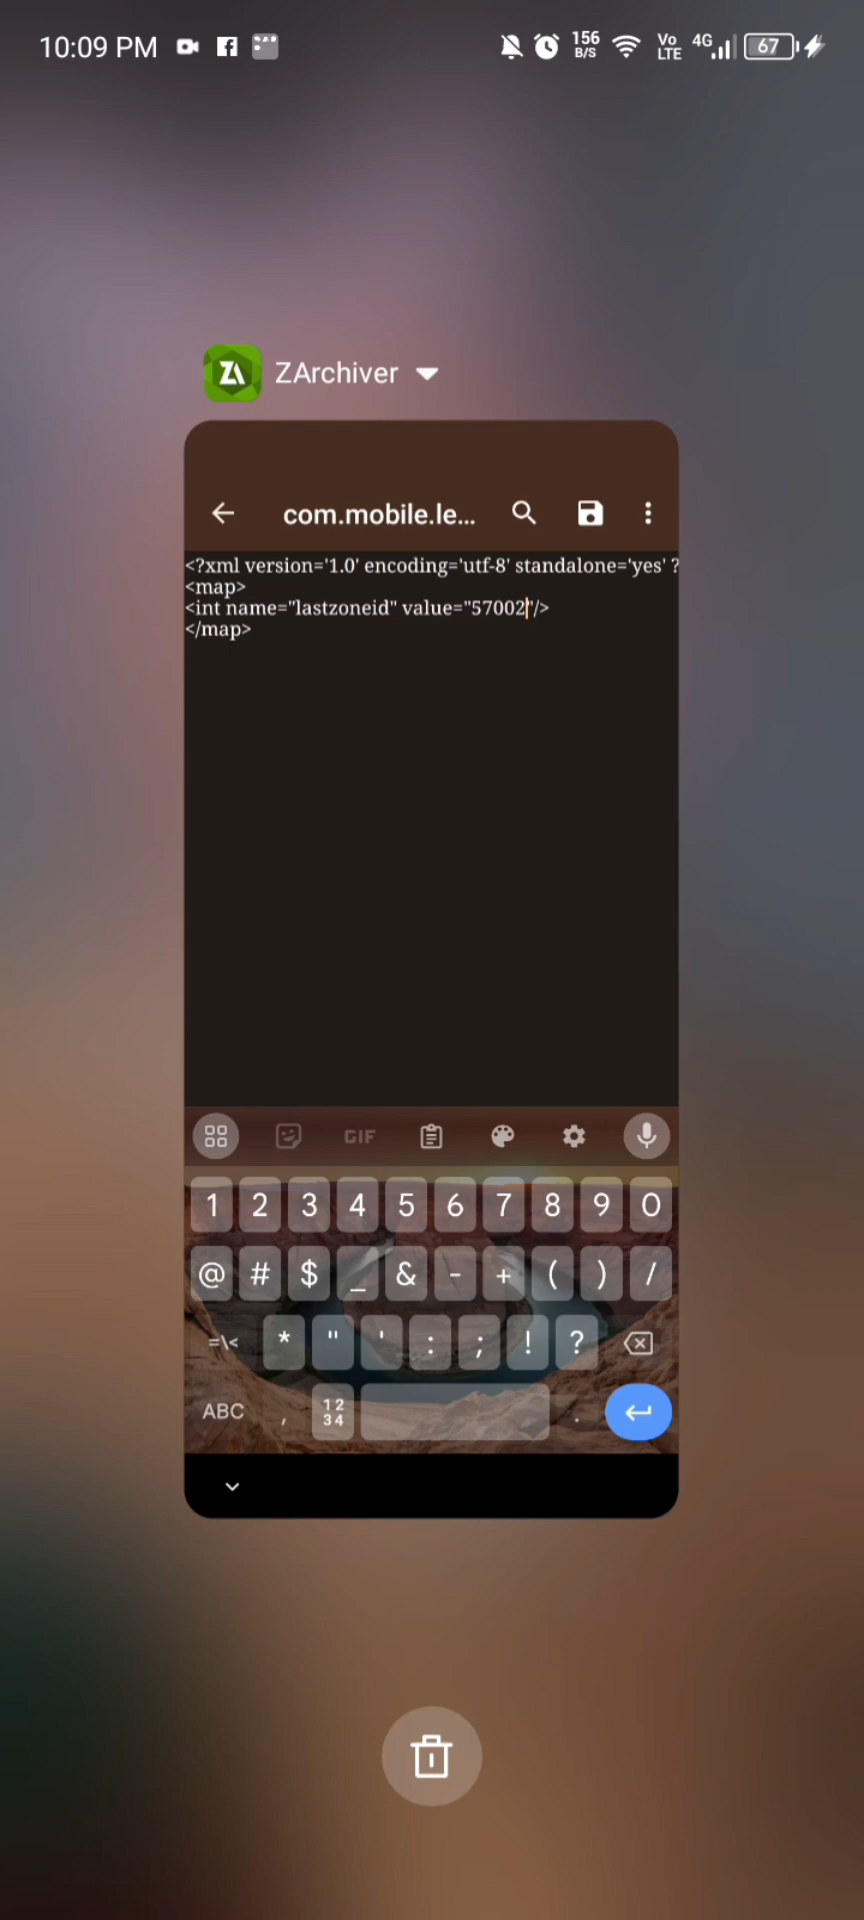 10:09 PM 156 B/S Vo LTE 4G 67
ZArchiver
com.mobile.le...
<?xml version='1.0' encoding='utf-8' standalone='yes' ?
<map>
<int name="lastzoneid" value="57002"/>
</map>
GIF
1 2 3 4 5 6 7 8 9 0
@ # $ _ & - + ( ) /
=\< * " ' : ; ! ?
ABC , 12 34 .